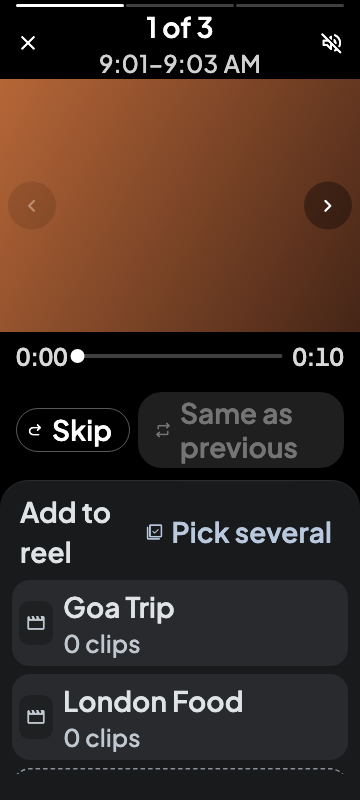 1 of 3
9:01–9:03 AM
0:00
0:10
Skip
Same as
previous
Add to
reel
Pick several
Goa Trip
0 clips
London Food
0 clips